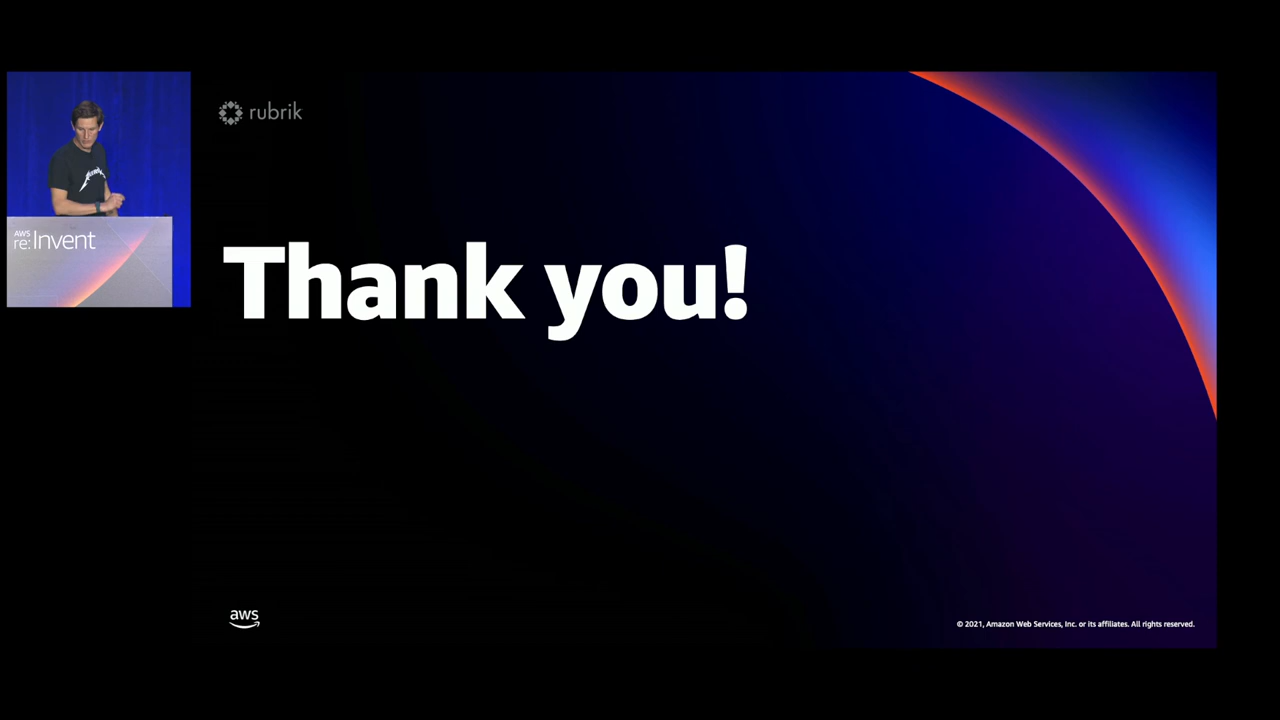 rubrik
AWS
re:Invent
Thank you!
aws
© 2021, Amazon Web Services, Inc. or its affiliates. All rights reserved.